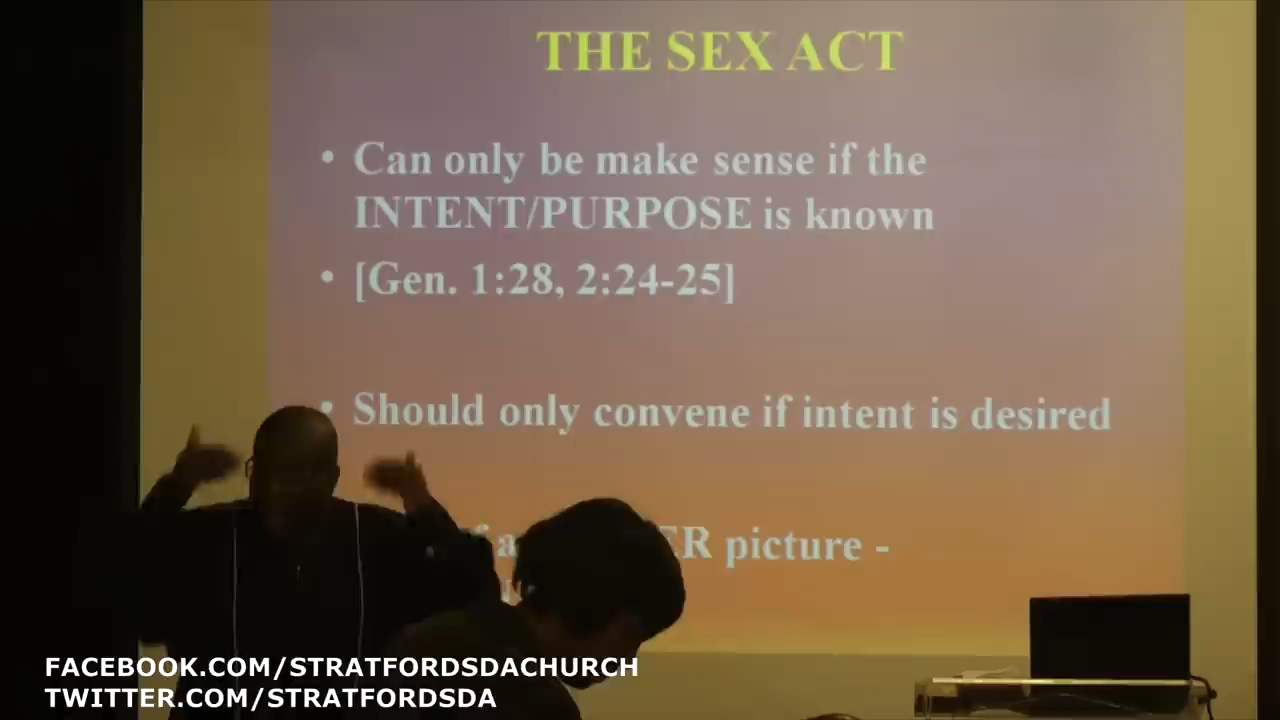 THE SEX ACT
• Can only be make sense if the
INTENT/PURPOSE is known
• [Gen. 1:28, 2:24-25]
• Should only convene if intent is desired
picture -
FACEBOOK.COM/STRATFORDSDACHURCH
TWITTER.COM/STRATFORDSDA